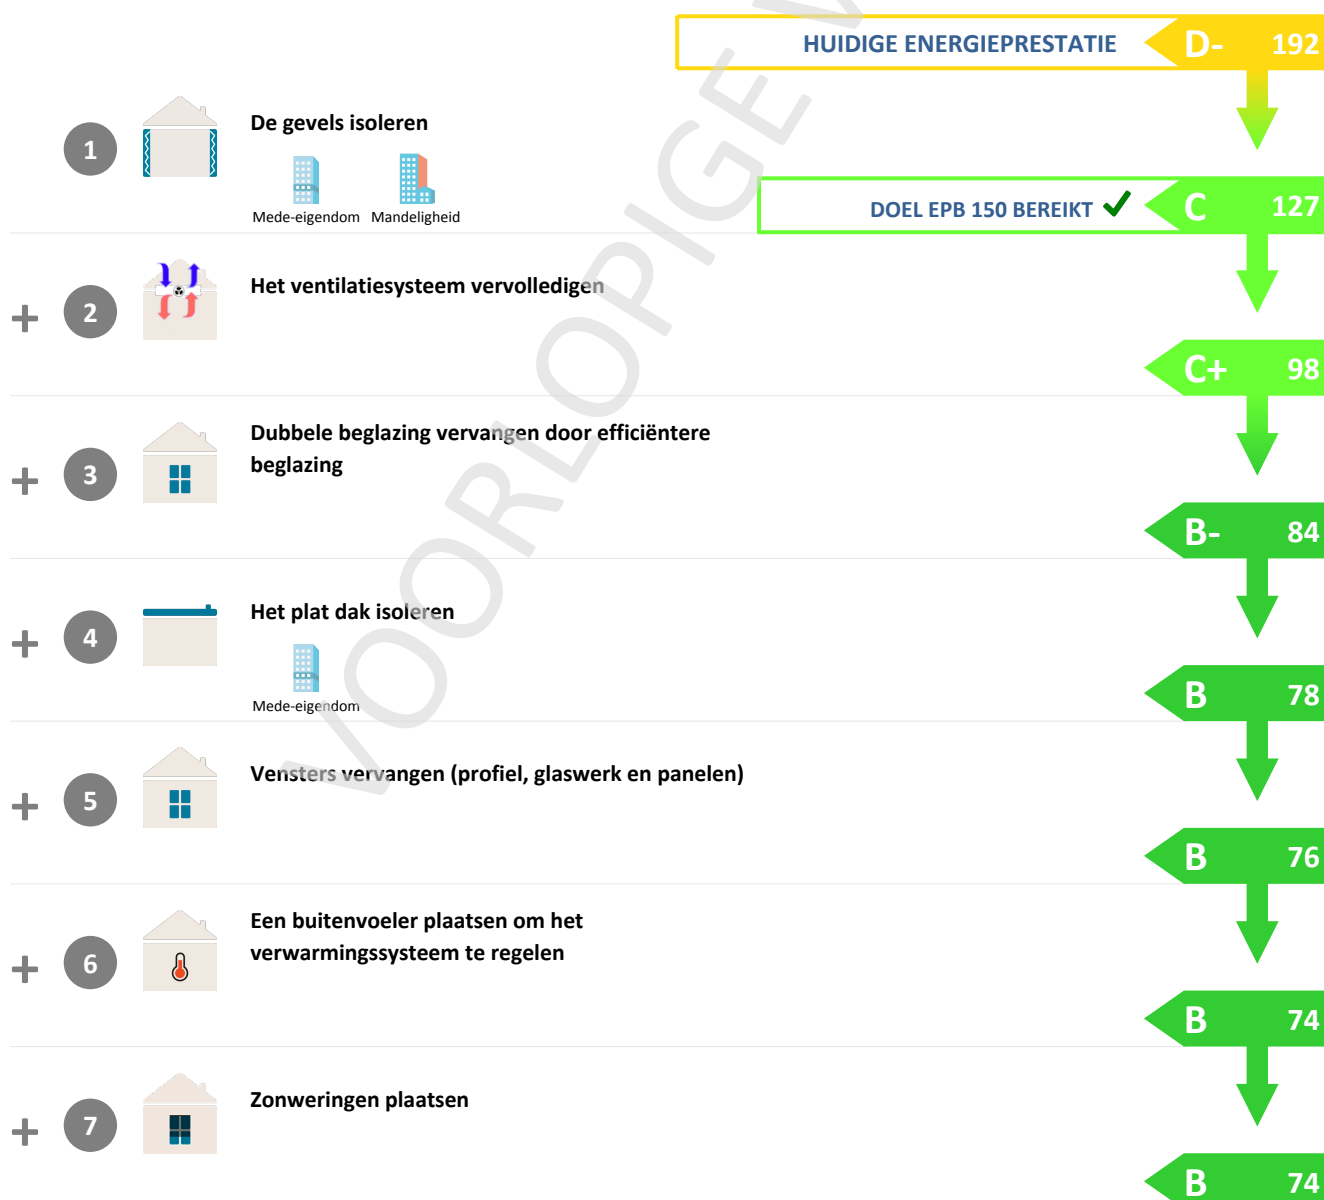 HUIDIGE ENERGIEPRESTATIE D- 192
1 De gevels isoleren
Mede-eigendom Mandeligheid
DOEL EPB 150 BEREIKT C 127
+ 2 Het ventilatiesysteem vervolledigen
C+ 98
Dubbele beglazing vervangen door efficiëntere
+ 3 beglazing
B- 84
+ 4 Het plat dak isoleren
Mede-eigendom
B 78
+ 5 Vensters vervangen (profiel, glaswerk en panelen)
B 76
Een buitenvoeler plaatsen om het
+ 6 verwarmingssysteem te regelen
B 74
+ 7 Zonweringen plaatsen
B 74
VOORLOPIGE V